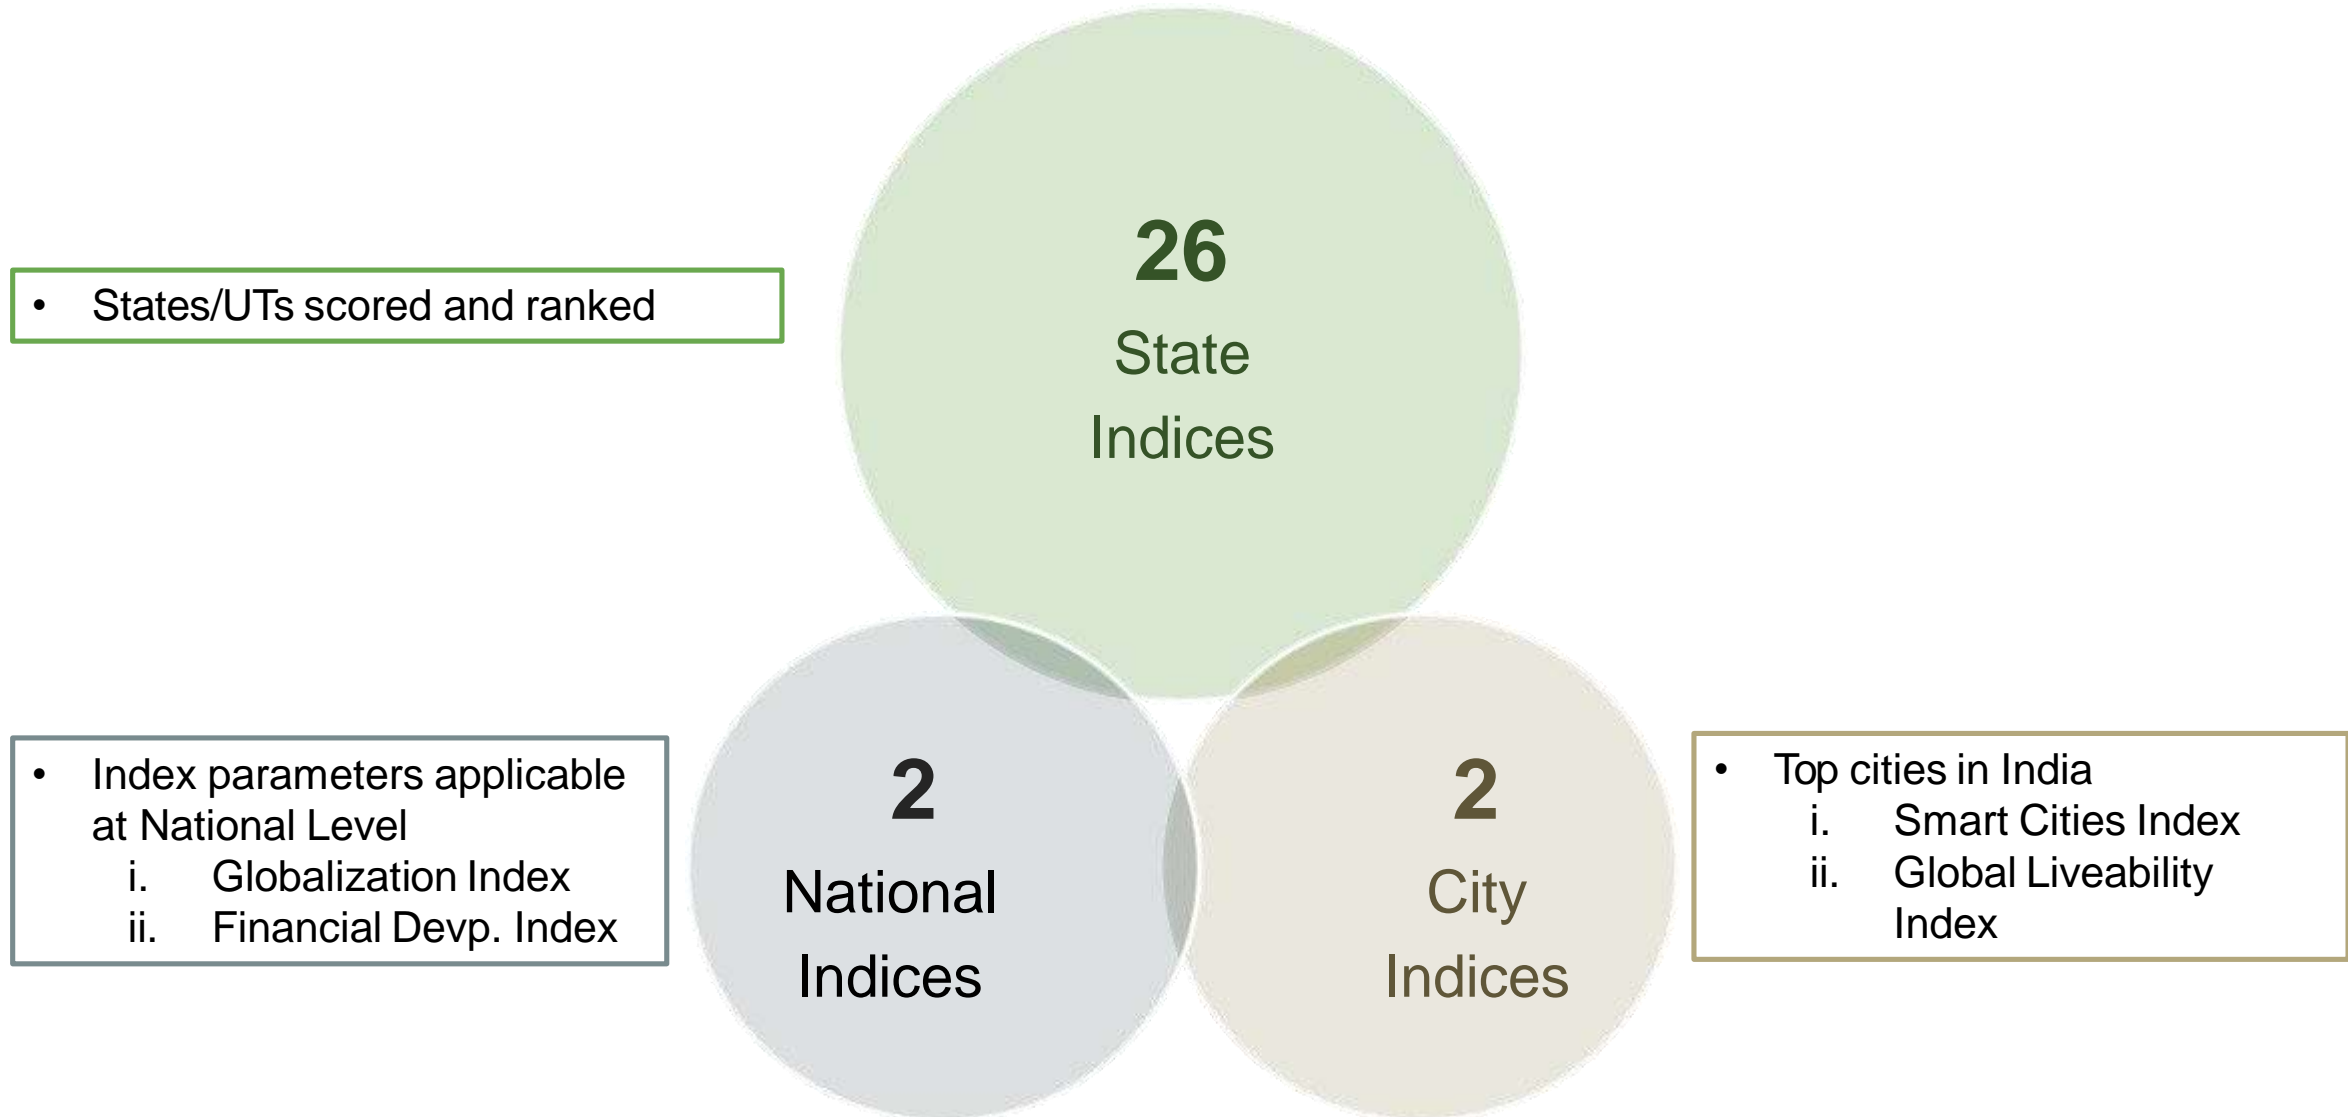 26
State
Indices
• States/UTs scored and ranked
• Index parameters applicable
at National Level
i. Globalization Index
ii. Financial Devp. Index
2
National
Indices
2
City
Indices
• Top cities in India
i. Smart Cities Index
ii. Global Liveability
Index